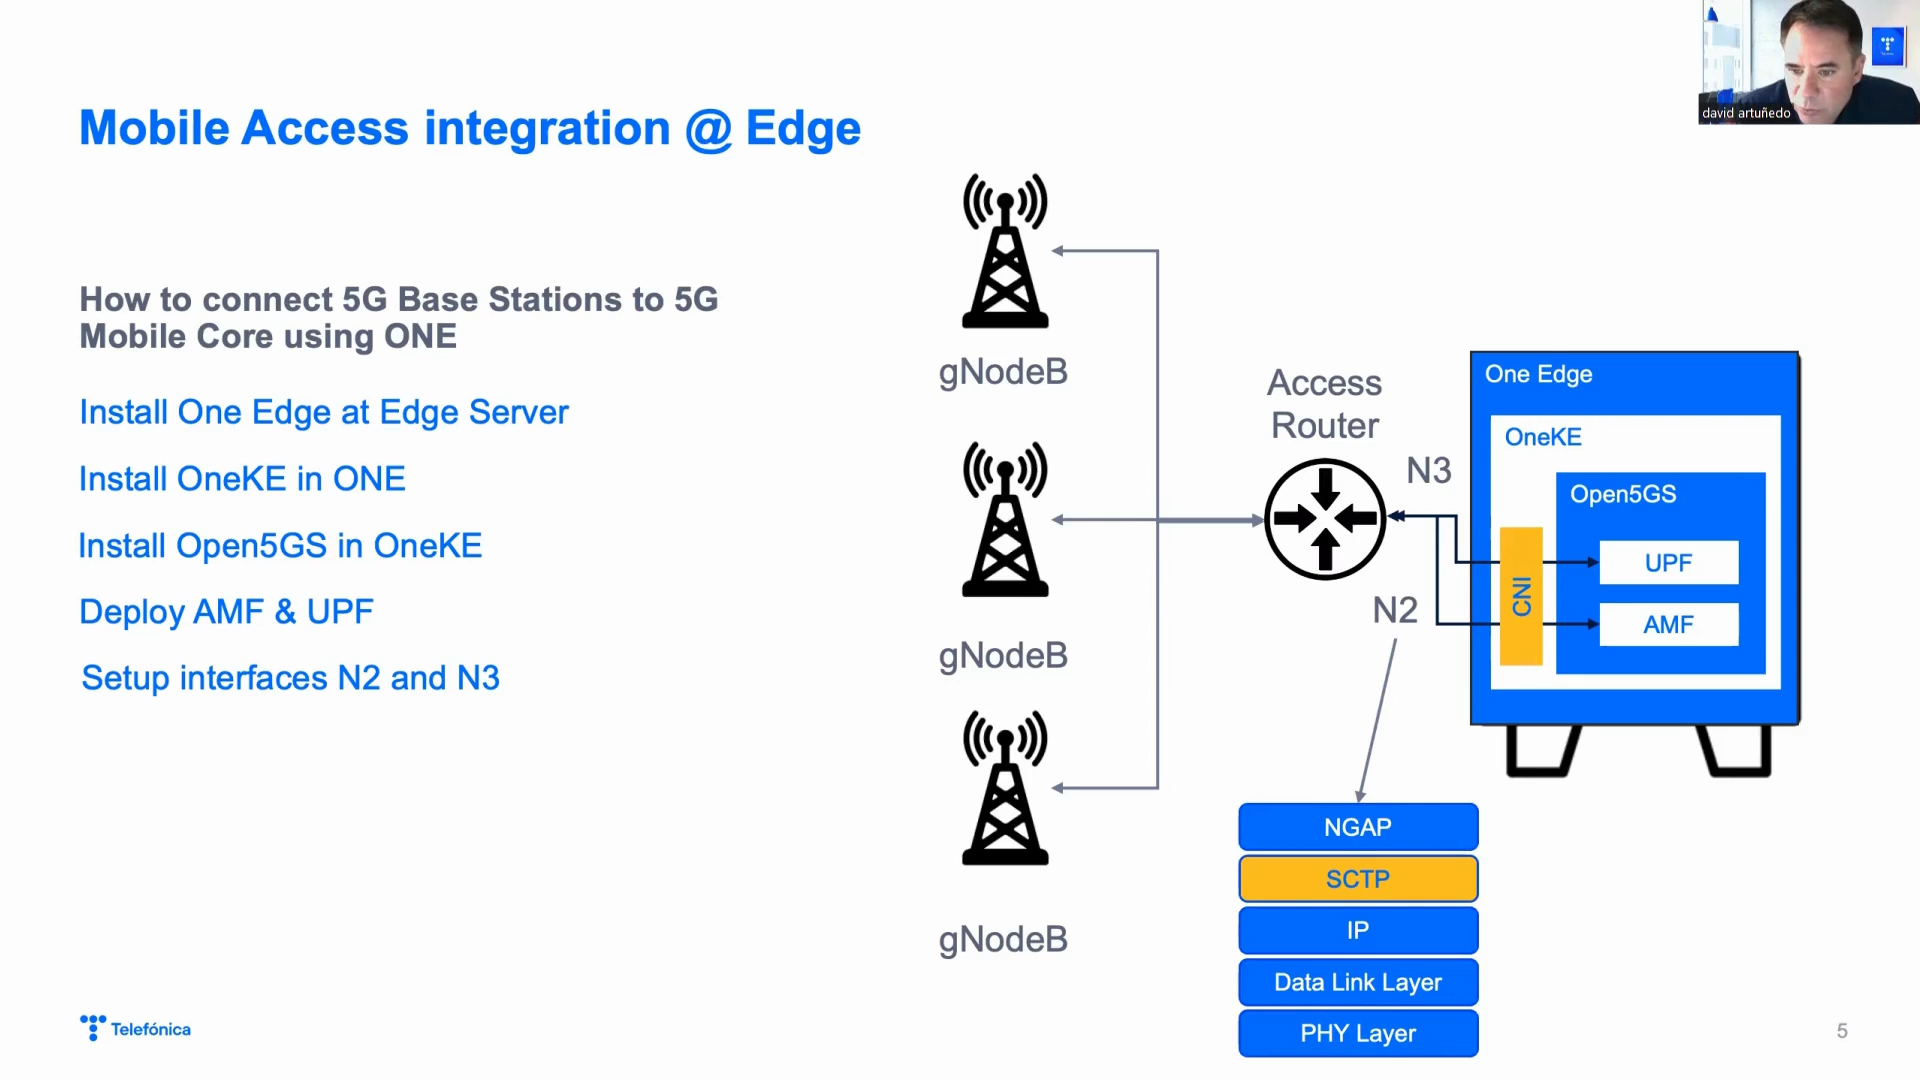 david artuñedo
Mobile Access integration @ Edge
How to connect 5G Base Stations to 5G
Mobile Core using ONE
Install One Edge at Edge Server
Install OneKE in ONE
Install Open5GS in OneKE
Deploy AMF & UPF
Setup interfaces N2 and N3
gNodeB
gNodeB
gNodeB
Access
Router
N3
N2
One Edge
OneKE
Open5GS
CNI
UPF
AMF
NGAP
SCTP
IP
Data Link Layer
PHY Layer
Telefónica
5